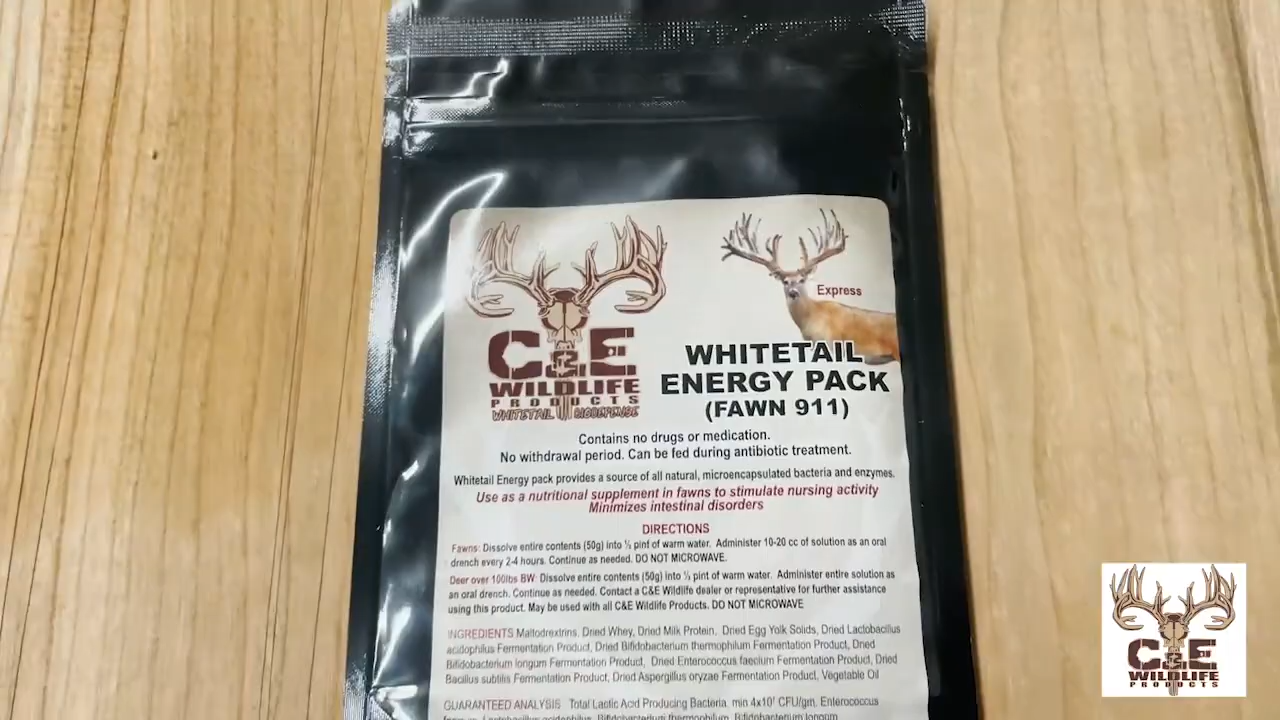 Express
C&E
WILDLIFE
PRODUCTS
WHITETAIL BIODEFENSE
WHITETAIL
ENERGY PACK
(FAWN 911)
Contains no drugs or medication.
No withdrawal period. Can be fed during antibiotic treatment.
Whitetail Energy pack provides a source of all natural, microencapsulated bacteria and enzymes.
Use as a nutritional supplement in fawns to stimulate nursing activity
Minimizes intestinal disorders
DIRECTIONS
Fawns: Dissolve entire contents (50g) into pint of warm water. Administer 10-20 cc of solution as an oral
drench every 2-4 hours. Continue as needed. DO NOT MICROWAVE.
Deer over 100lbs BW: Dissolve entire contents (50g) into pint of warm water. Administer entire solution as
an oral drench. Continue as needed. Contact a C&E Wildlife dealer or representative for further assistance
using this product. May be used with all C&E Wildlife Products. DO NOT MICROWAVE
INGREDIENTS Maltodextrins, Dried Whey, Dried Milk Protein, Dried Egg Yolk Solids, Dried Lactobacillus
acidophilus Fermentation Product, Dried Bifidobacterium thermophilum Fermentation Product, Dried
Bifidobacterium longum Fermentation Product, Dried Enterococcus faecium Fermentation Product, Dried
Bacillus subtilis Fermentation Product, Dried Aspergillus oryzae Fermentation Product, Vegetable Oil
GUARANTEED ANALYSIS Total Lactic Acid Producing Bacteria, min CFU/gm, Enterococcus
Lactobacillus acidophilus, Bifidobacterium thermophilum, Bifidobacterium longum
C&E
WILDLIFE
PRODUCTS